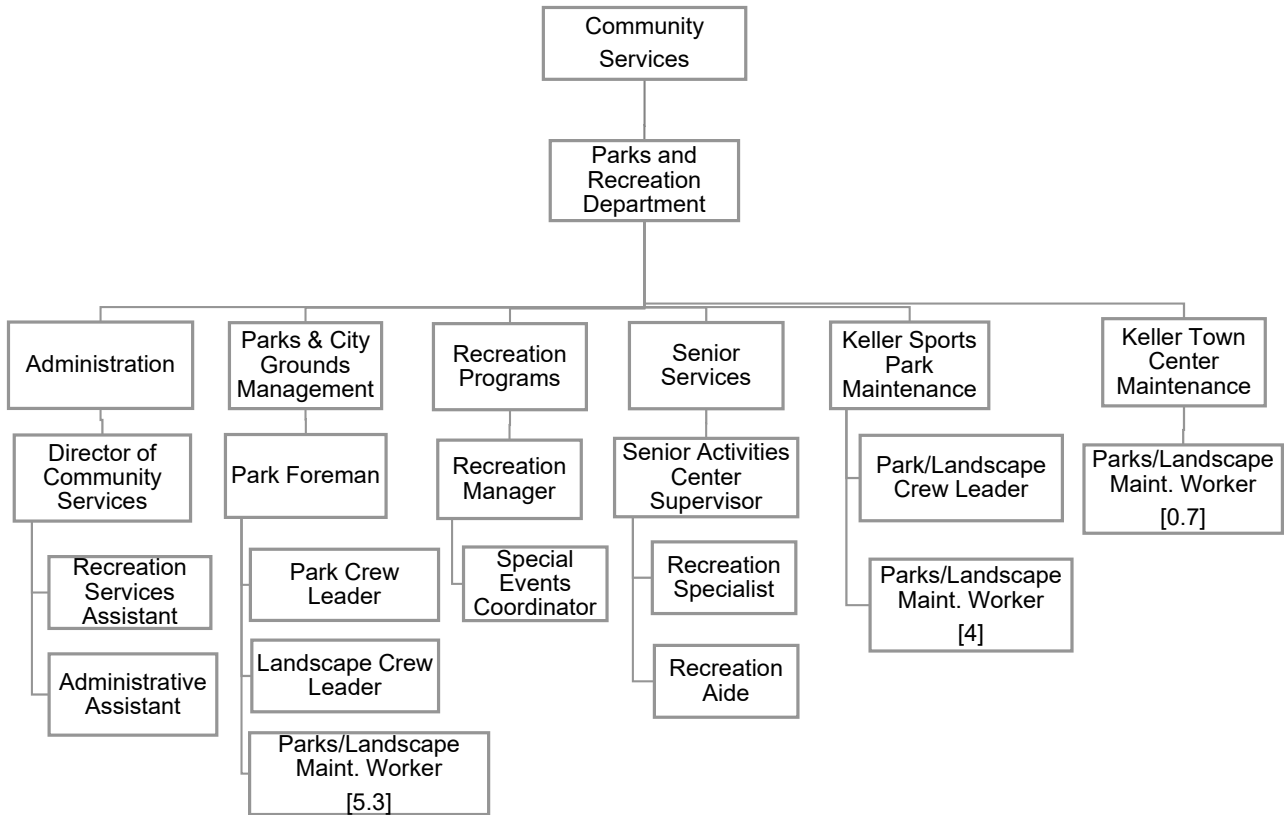 Community
Services
Parks and
Recreation
Department
Administration
Parks & City
Grounds
Management
Recreation
Programs
Senior
Services
Keller Sports
Park
Maintenance
Keller Town
Center
Maintenance
Director of
Community
Services
Recreation
Services
Assistant
Administrative
Assistant
Park Foreman
Park Crew
Leader
Landscape Crew
Leader
Parks/Landscape
Maint. Worker
[5.3]
Recreation
Manager
Special
Events
Coordinator
Senior Activities
Center
Supervisor
Recreation
Specialist
Recreation
Aide
Park/Landscape
Crew Leader
Parks/Landscape
Maint. Worker
[4]
Parks/Landscape
Maint. Worker
[0.7]